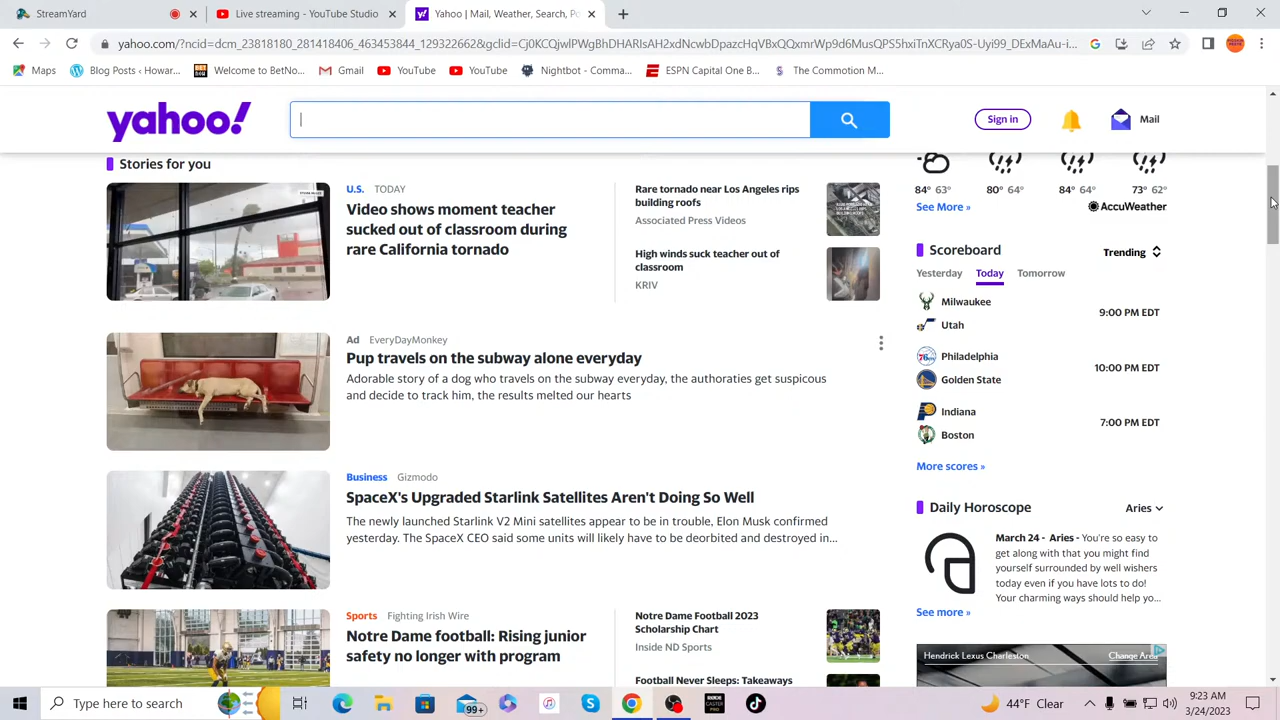 StreamYard
Live streaming - YouTube Studio
Yahoo | Mail, Weather, Search, Po
yahoo.com/?ncid=dcm_23818180_281418406_463453544_129322662&gclid=
Maps
Blog Posts ‹ Howar...
Welcome to BetNo...
Gmail
YouTube
YouTube
Nightbot - Comma...
ESPN Capital One B...
The Commotion M...
yahoo!
Sign in
Mail
Stories for you
U.S. TODAY
Video shows moment teacher
sucked out of classroom during
rare California tornado
Rare tornado near Los Angeles rips
building roofs
Associated Press Videos
High winds suck teacher out of
classroom
KRIV
84° 63° 80° 64° 84° 64° 73° 62°
See More »
AccuWeather
Scoreboard
Trending
Yesterday Today Tomorrow
Milwaukee
Utah
9:00 PM EDT
Philadelphia
Golden State
10:00 PM EDT
Indiana
Boston
7:00 PM EDT
More scores »
Ad EveryDayMonkey
Pup travels on the subway alone everyday
Adorable story of a dog who travels on the subway everyday, the authoraties get suspicous
and decide to track him, the results melted our hearts
Business Gizmodo
SpaceX's Upgraded Starlink Satellites Aren't Doing So Well
The newly launched Starlink V2 Mini satellites appear to be in trouble, Elon Musk confirmed
yesterday. The SpaceX CEO said some units will likely have to be deorbited and destroyed in...
Daily Horoscope
Aries
March 24 - Aries - You're so easy to
get along with that you might find
yourself surrounded by well wishers
today even if you have lots to do!
Your charming ways should help yo...
See more »
Sports Fighting Irish Wire
Notre Dame football: Rising junior
safety no longer with program
Notre Dame Football 2023
Scholarship Chart
Inside ND Sports
Football Never Sleeps: Takeaways
Hendrick Lexus Charleston
Change Area
Type here to search
99+
44°F Clear
9:23 AM
3/24/2023